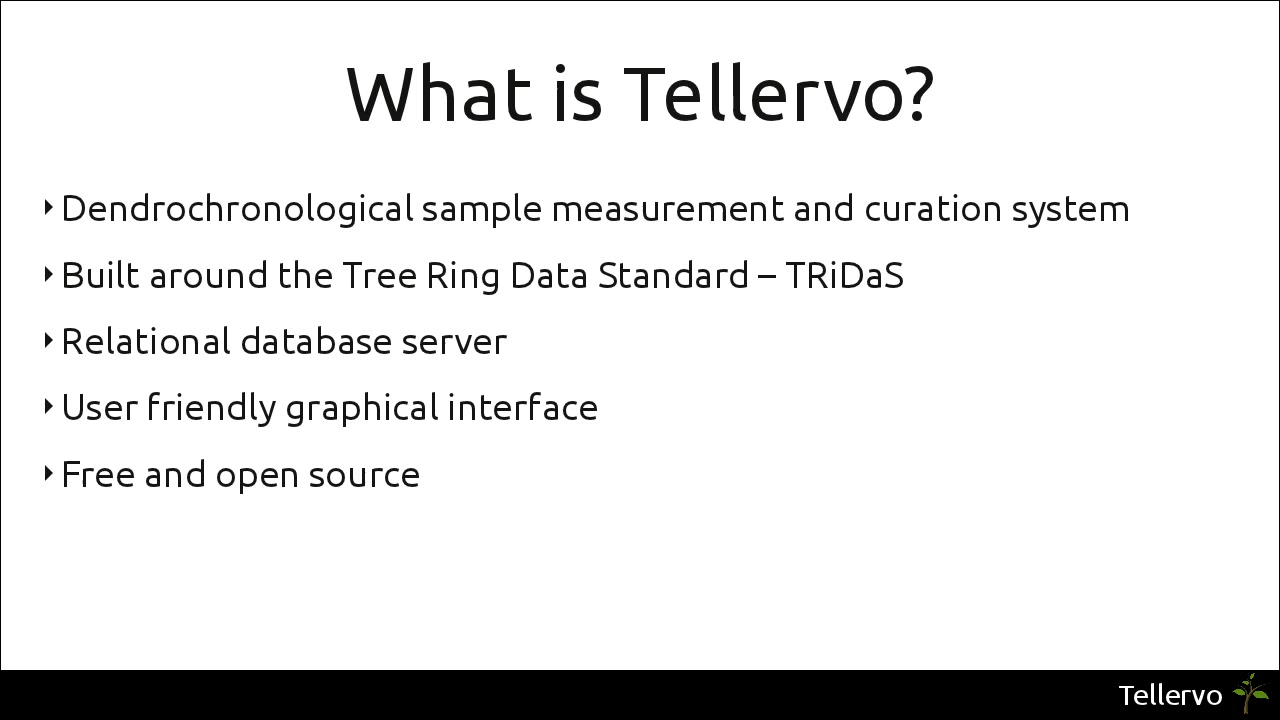 What is Tellervo?
‣ Dendrochronological sample measurement and curation system
‣ Built around the Tree Ring Data Standard – TRiDaS
‣ Relational database server
‣ User friendly graphical interface
‣ Free and open source
Tellervo